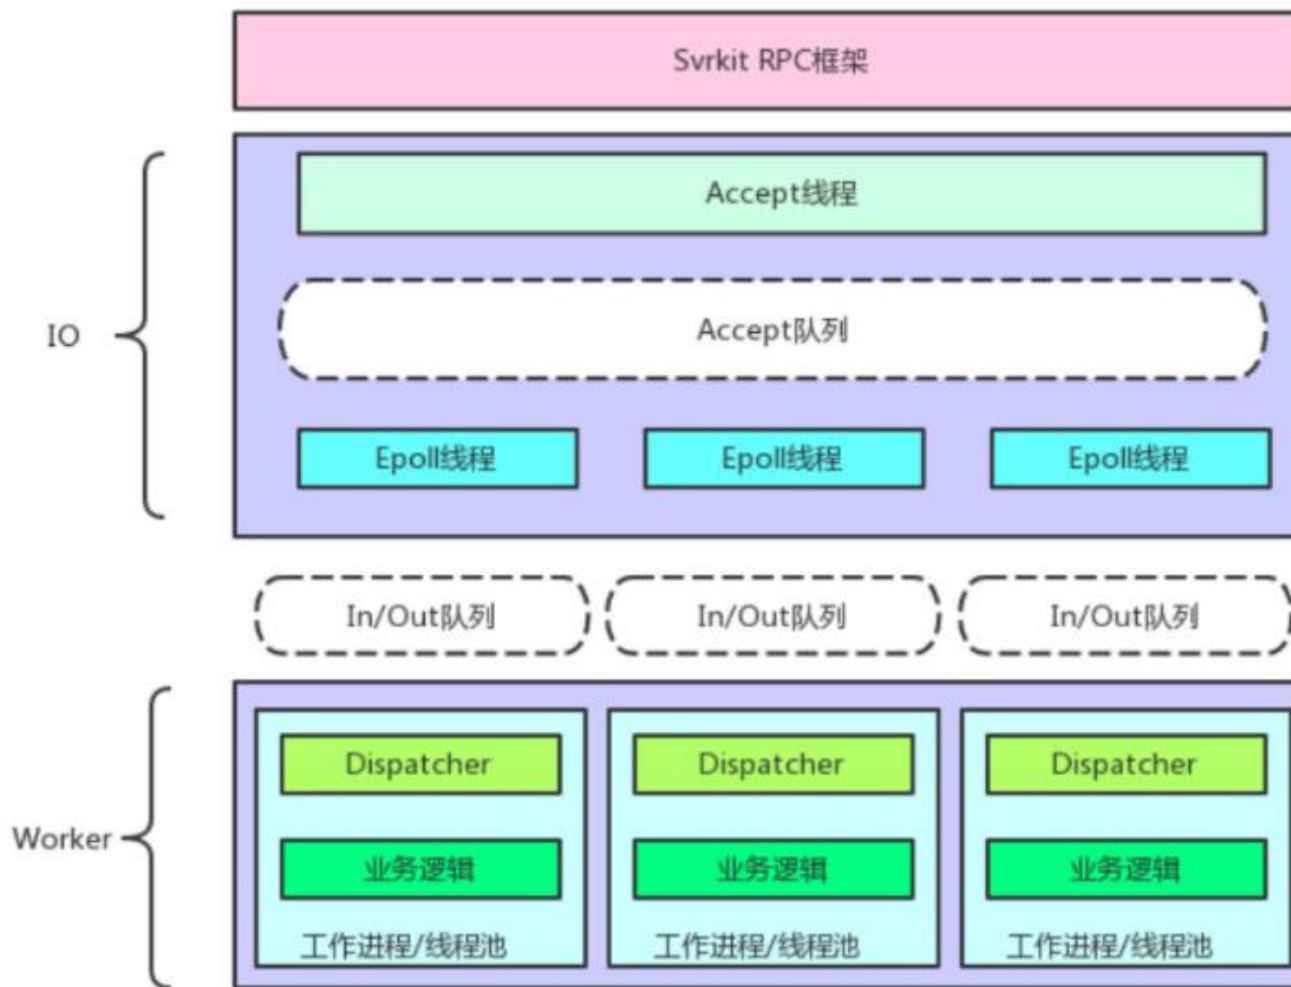 Svrkit RPC框架
Accept线程
IO
Accept队列
Epoll线程
Epoll线程
Epoll线程
In/Out队列
In/Out队列
In/Out队列
Worker
Dispatcher
Dispatcher
Dispatcher
业务逻辑
业务逻辑
业务逻辑
工作进程/线程池
工作进程/线程池
工作进程/线程池